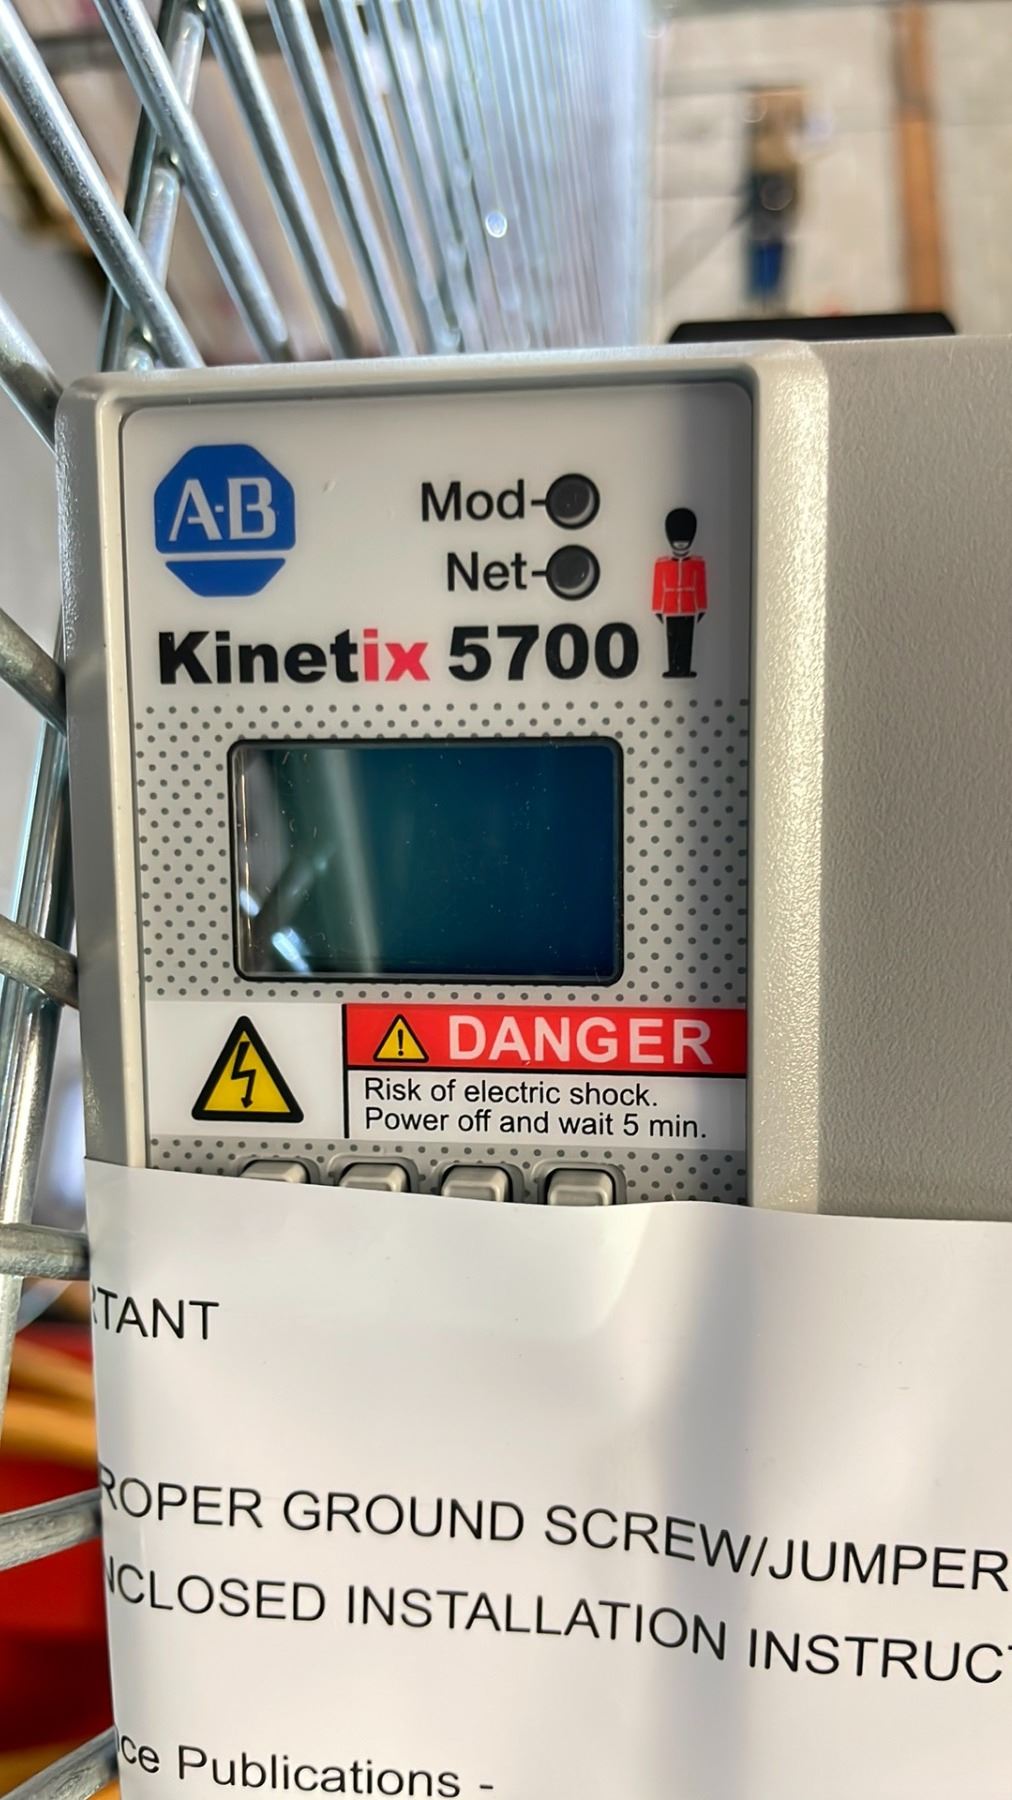 A-B
Mod-
Net-
Kinetix 5700
DANGER
Risk of electric shock.
Power off and wait 5 min.
RTANT
ROPER GROUND SCREW/JUMPER
NCLOSED INSTALLATION INSTRUC
ce Publications -